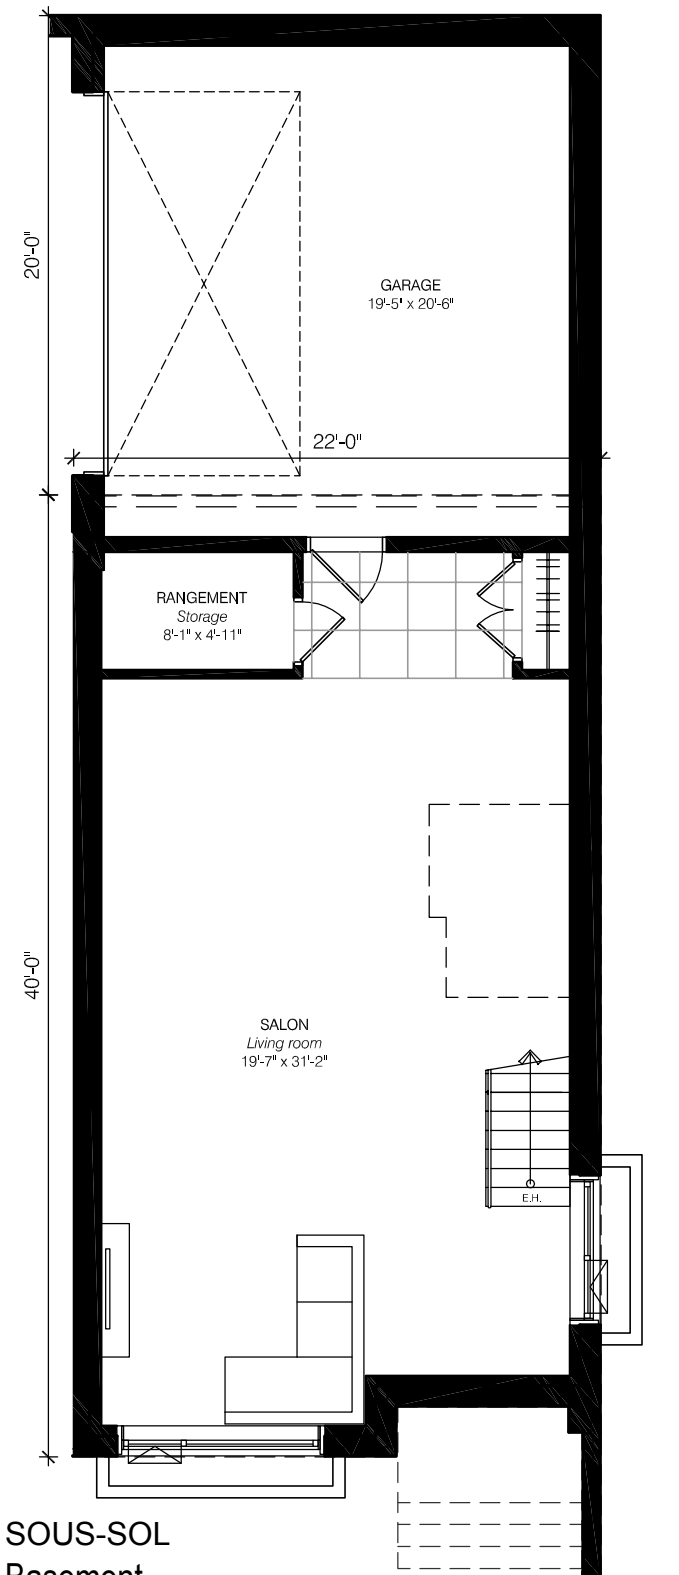 20'-0"
GARAGE
19'-5" x 20'-6"
22'-0"
RANGEMENT
Storage
8'-1" x 4'-11"
40'-0"
SALON
Living room
19'-7" x 31'-2"
E.H.
SOUS-SOL
Basement